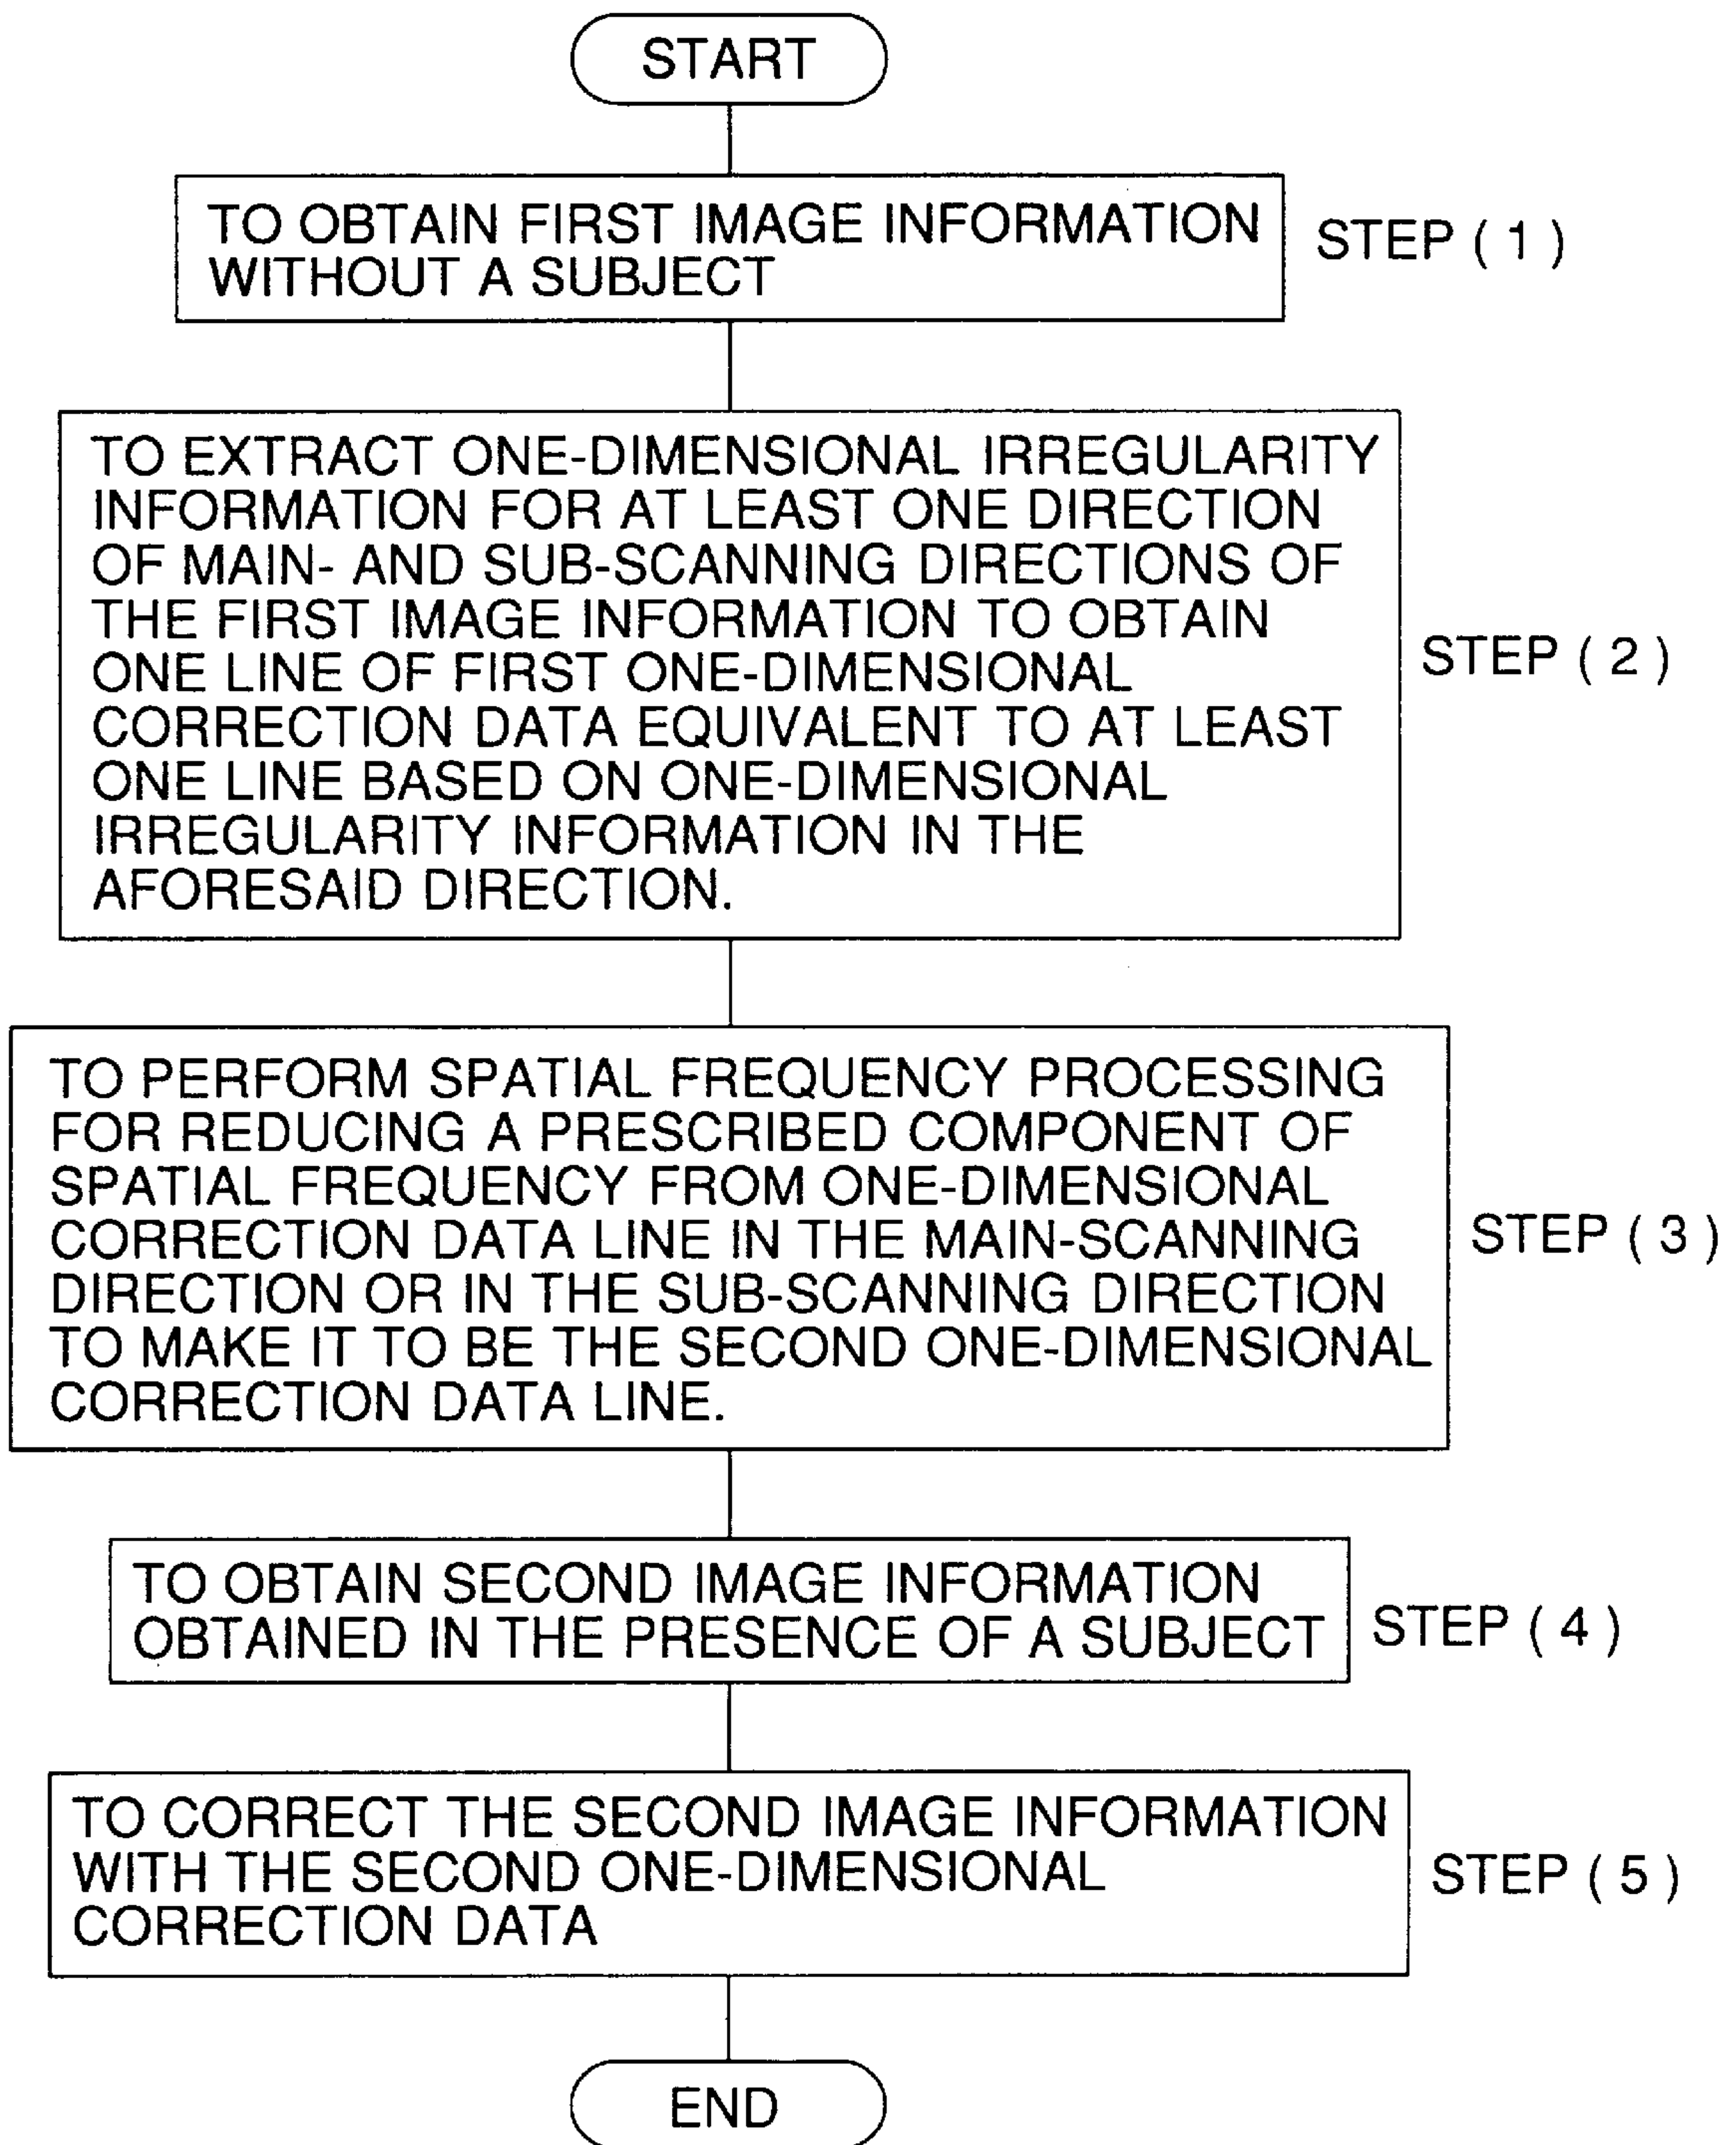 START
TO OBTAIN FIRST IMAGE INFORMATION
WITHOUT A SUBJECT
STEP ( 1 )
TO EXTRACT ONE-DIMENSIONAL IRREGULARITY
INFORMATION FOR AT LEAST ONE DIRECTION
OF MAIN- AND SUB-SCANNING DIRECTIONS OF
THE FIRST IMAGE INFORMATION TO OBTAIN
ONE LINE OF FIRST ONE-DIMENSIONAL
CORRECTION DATA EQUIVALENT TO AT LEAST
ONE LINE BASED ON ONE-DIMENSIONAL
IRREGULARITY INFORMATION IN THE
AFORESAID DIRECTION.
STEP ( 2 )
TO PERFORM SPATIAL FREQUENCY PROCESSING
FOR REDUCING A PRESCRIBED COMPONENT OF
SPATIAL FREQUENCY FROM ONE-DIMENSIONAL
CORRECTION DATA LINE IN THE MAIN-SCANNING
DIRECTION OR IN THE SUB-SCANNING DIRECTION
TO MAKE IT TO BE THE SECOND ONE-DIMENSIONAL
CORRECTION DATA LINE.
STEP ( 3 )
TO OBTAIN SECOND IMAGE INFORMATION
OBTAINED IN THE PRESENCE OF A SUBJECT
STEP ( 4 )
TO CORRECT THE SECOND IMAGE INFORMATION
WITH THE SECOND ONE-DIMENSIONAL
CORRECTION DATA
STEP ( 5 )
END